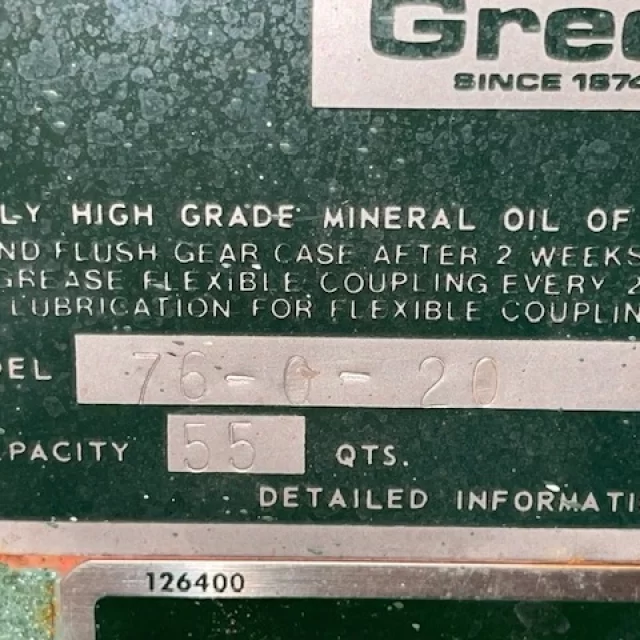 Gree
SINCE 1874
LY HIGH GRADE MINERAL OIL OF
ND FLUSH GEAR CASE AFTER 2 WEEKS
GREASE FLEXIBLE COUPLING EVERY 2
LUBRICATION FOR FLEXIBLE COUPLIN
DEL 76-G-20
PACITY 55 QTS.
DETAILED INFORMATI
126400